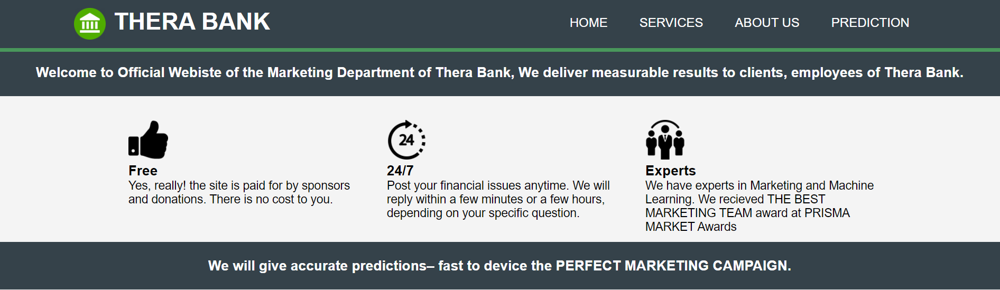 THERA BANK
HOME SERVICES ABOUT US PREDICTION
Welcome to Official Webiste of the Marketing Department of Thera Bank, We deliver measurable results to clients, employees of Thera Bank.
24
Free
Yes, really! the site is paid for by sponsors
and donations. There is no cost to you.
24/7
Post your financial issues anytime. We will
reply within a few minutes or a few hours,
depending on your specific question.
Experts
We have experts in Marketing and Machine
Learning. We recieved THE BEST
MARKETING TEAM award at PRISMA
MARKET Awards
We will give accurate predictions– fast to device the PERFECT MARKETING CAMPAIGN.